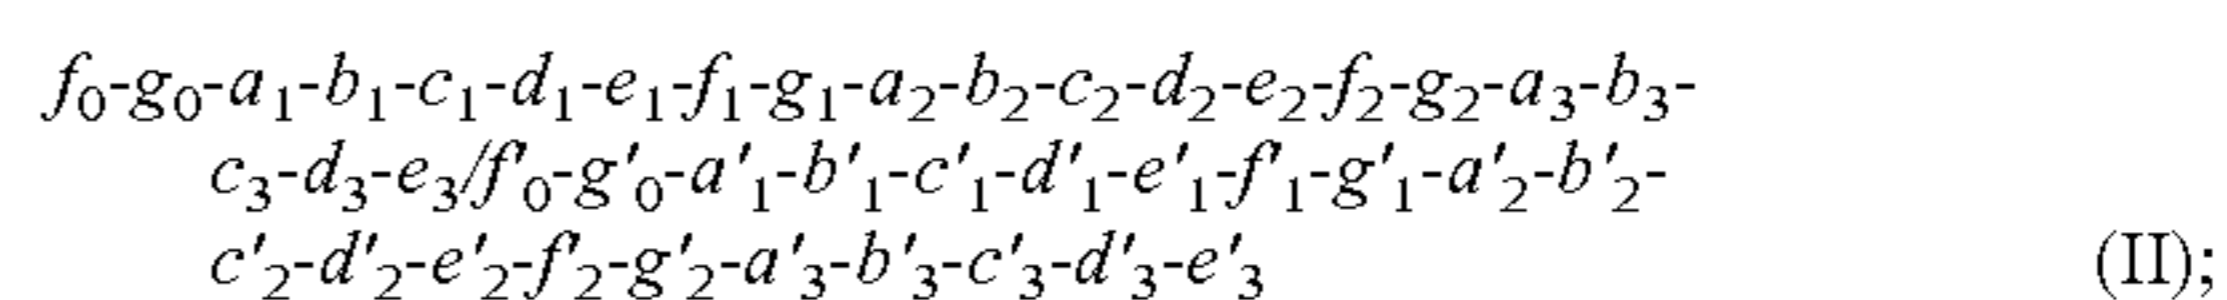 f₀-g₀-a₁-b₁-c₁-d₁-e₁-f₁-g₁-a₂-b₂-c₂-d₂-e₂-f₂-g₂-a₃-b₃-
c₃-d₃-e₃/f'₀-g'₀-a'₁-b'₁-c'₁-d'₁-e'₁-f'₁-g'₁-a'₂-b'₂-
c'₂-d'₂-e'₂-f'₂-g'₂-a'₃-b'₃-c'₃-d'₃-e'₃ (II);